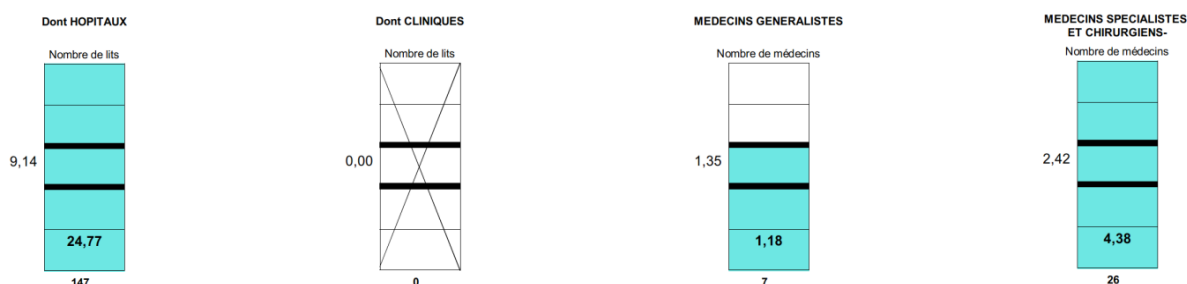 Dont HOPITAUX
Nombre de lits
9,14
24,77
147
Dont CLINIQUES
Nombre de lits
0,00
0
MEDECINS GENERALISTES
Nombre de médecins
1,35
1,18
7
MEDECINS SPECIALISTES
ET CHIRURGIENS-
Nombre de médecins
2,42
4,38
26